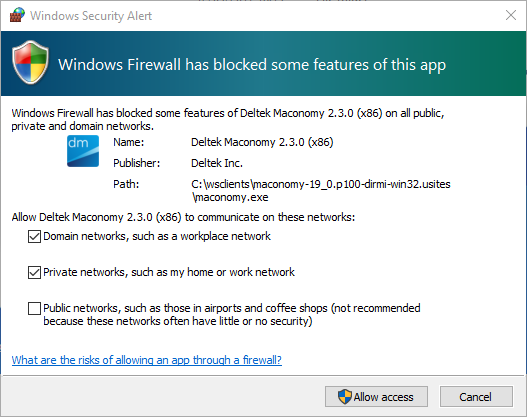 Windows Security Alert
Windows Firewall has blocked some features of this app
Windows Firewall has blocked some features of Deltek Maconomy 2.3.0 (x86) on all public,
private and domain networks.
dm
Name: Deltek Maconomy 2.3.0 (x86)
Publisher: Deltek Inc.
Path: C:\wsclients\maconomy-19_0.p100-dirmi-win32.usites
\maconomy.exe
Allow Deltek Maconomy 2.3.0 (x86) to communicate on these networks:
Domain networks, such as a workplace network
Private networks, such as my home or work network
Public networks, such as those in airports and coffee shops (not recommended
because these networks often have little or no security)
What are the risks of allowing an app through a firewall?
Allow access
Cancel